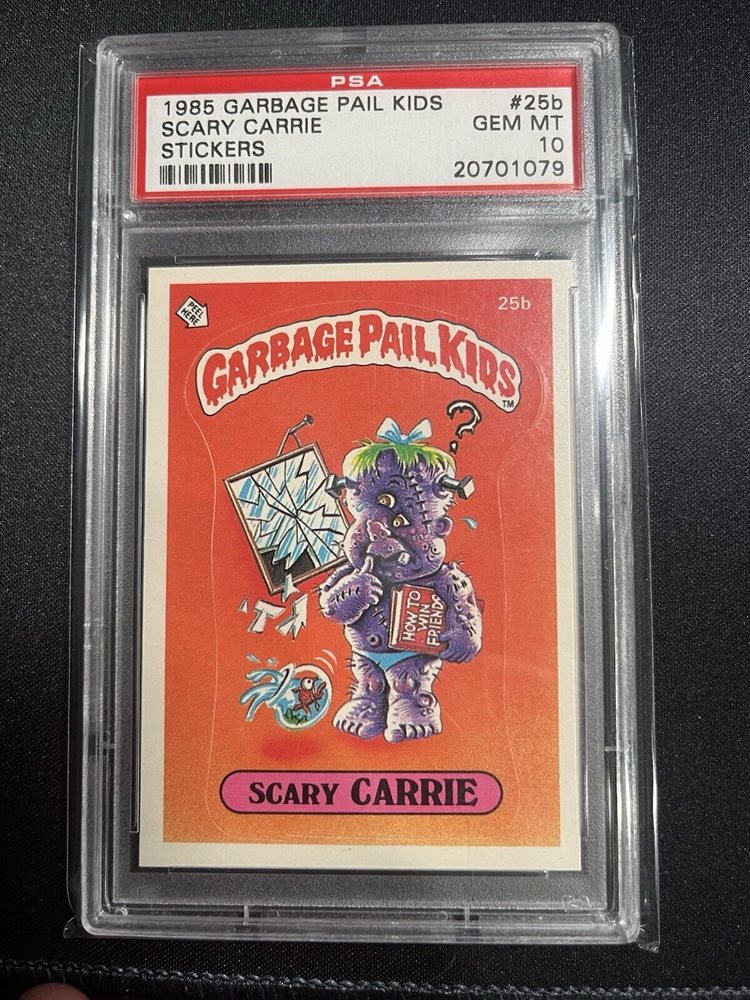 PSA
1985 GARBAGE PAIL KIDS #25b
SCARY CARRIE GEM MT
STICKERS 10
20701079
PEEL
HERE
25b
GARBAGE PAIL KIDS
TM
?
HOW TO
WIN
FRIENDS
SCARY CARRIE